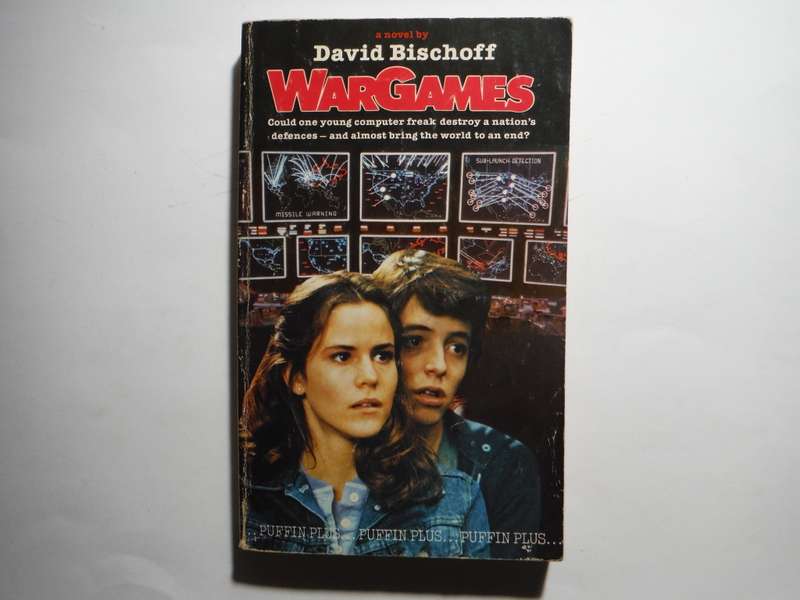 a novel by
David Bischoff
WARGAMES
Could one young computer freak destroy a nation's
defences – and almost bring the world to an end?
SUB-LAUNCH-DETECTION
MISSILE WARNING
...PUFFIN PLUS... PUFFIN PLUS... PUFFIN PLUS...